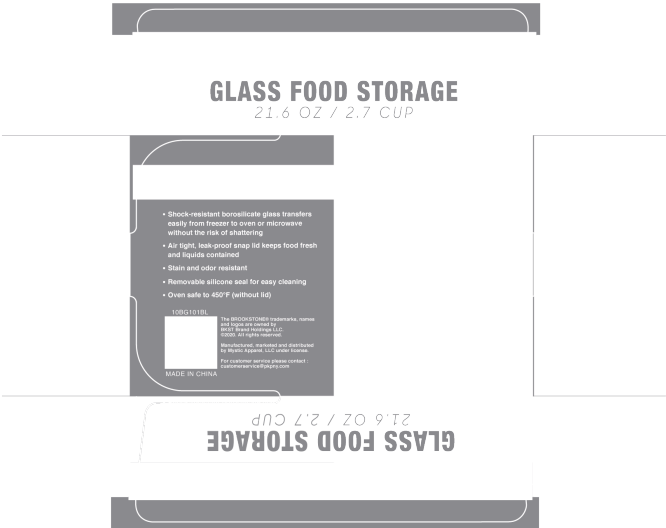 GLASS FOOD STORAGE
21.6 OZ / 2.7 CUP
• Shock-resistant borosilicate glass transfers
easily from freezer to oven or microwave
without the risk of shattering
• Air tight, leak-proof snap lid keeps food fresh
and liquids contained
• Stain and odor resistant
• Removable silicone seal for easy cleaning
• Oven safe to 450°F (without lid)
10BG101BL
The BROOKSTONE® trademarks, names
and logos are owned by
BKST Brand Holdings LLC.
©2020. All rights reserved.
Manufactured, marketed and distributed
by Mystic Apparel, LLC under license.
For customer service please contact :
customerservice@pkpny.com
MADE IN CHINA
21.6 OZ / 2.7 CUP
GLASS FOOD STORAGE